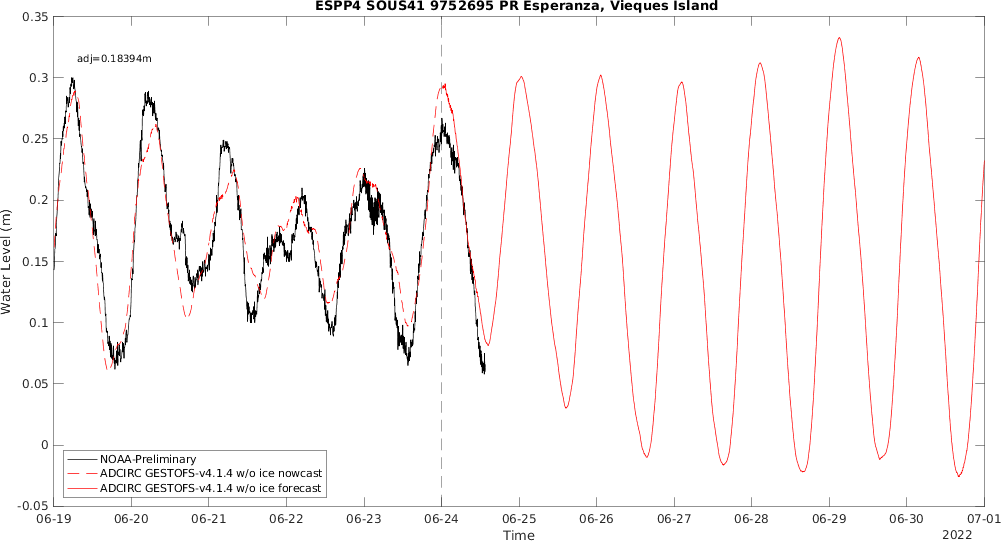 ESPP4 SOUS41 9752695 PR Esperanza, Vieques Island
adj=0.18394m
Water Level (m)
0.35
0.3
0.25
0.2
0.15
0.1
0.05
0
-0.05
NOAA-Preliminary
ADCIRC GESTOFS-v4.1.4 w/o ice nowcast
ADCIRC GESTOFS-v4.1.4 w/o ice forecast
06-19 06-20 06-21 06-22 06-23 06-24 06-25 06-26 06-27 06-28 06-29 06-30 07-01
Time
2022